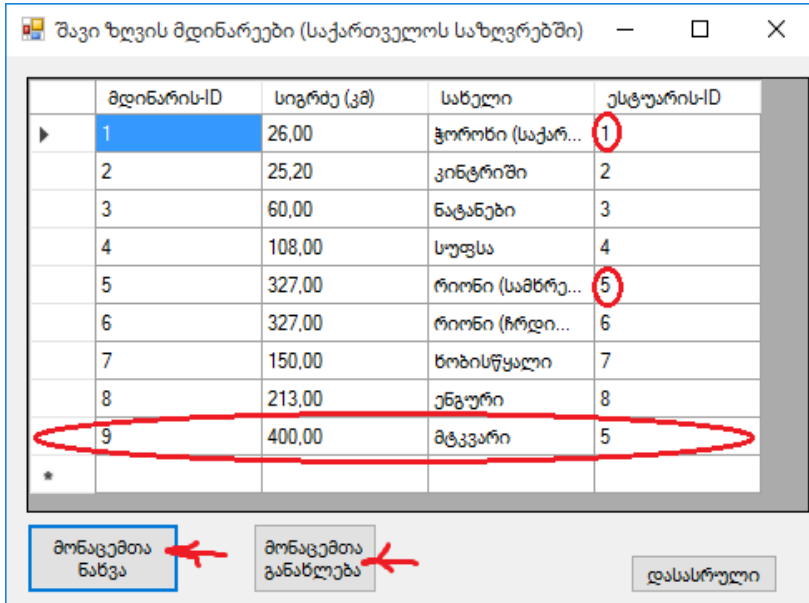 შავი ზღვის მდინარეები (საქართველოს საზღვრებში)
მდინარის-ID სიგრძე (კმ) სახელი ესტუარის-ID
1 26,00 ჭოროხი (საქარ... 1
2 25,20 კინტრიში 2
3 60,00 ნატანები 3
4 108,00 სუფსა 4
5 327,00 რიონი (სამხრე... 5
6 327,00 რიონი (ჩრდი... 6
7 150,00 ხობისწყალი 7
8 213,00 ენგური 8
9 400,00 მტკვარი 5
მონაცემთა
ნახვა
მონაცემთა
განახლება
დასასრული